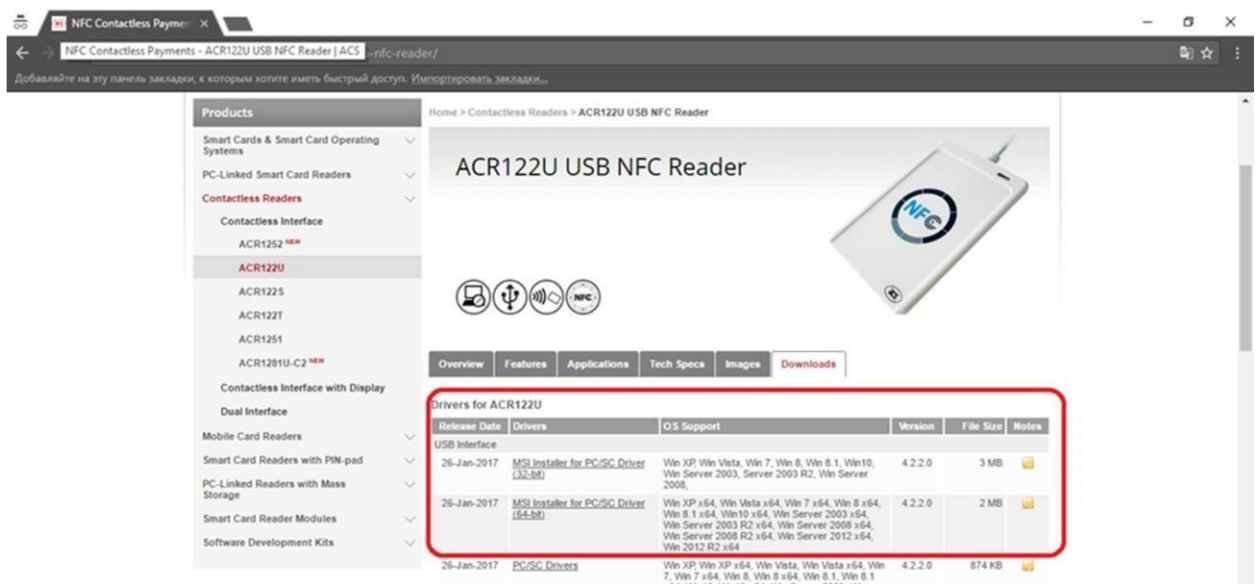 NFC Contactless Paymen
NFC Contactless Payments - ACR122U USB NFC Reader | ACS
-nfc-reader/
Добавляйте на эту панель закладки, к которым хотите иметь быстрый доступ. Импортировать закладки...
Products
Smart Cards & Smart Card Operating
Systems
PC-Linked Smart Card Readers
Contactless Readers
Contactless Interface
ACR1252 NEW
ACR122U
ACR122S
ACR122T
ACR1251
ACR1281U-C2 NEW
Contactless Interface with Display
Dual Interface
Mobile Card Readers
Smart Card Readers with PIN-pad
PC-Linked Readers with Mass
Storage
Smart Card Reader Modules
Software Development Kits
Home > Contactless Readers > ACR122U USB NFC Reader
ACR122U USB NFC Reader
NFC
NFC
Overview Features Applications Tech Specs Images Downloads
Drivers for ACR122U
Release Date Drivers OS Support Version File Size Notes
USB Interface
26-Jan-2017 MSI Installer for PC/SC Driver Win XP, Win Vista, Win 7, Win 8, Win 8.1, Win10, 4.2.2.0 3 MB
(32-bit) Win Server 2003, Server 2003 R2, Win Server
2008,
26-Jan-2017 MSI Installer for PC/SC Driver Win XP x64, Win Vista x64, Win 7 x64, Win 8 x64, 4.2.2.0 2 MB
(64-bit) Win 8.1 x64, Win10 x64, Win Server 2003 x64,
Win Server 2003 R2 x64, Win Server 2008 x64,
Win Server 2008 R2 x64, Win Server 2012 x64,
Win 2012 R2 x64
26-Jan-2017 PC/SC Drivers Win XP, Win XP x64, Win Vista, Win Vista x64, Win 4.2.2.0 874 KB
7, Win 7 x64, Win 8, Win 8 x64, Win 8.1, Win 8.1